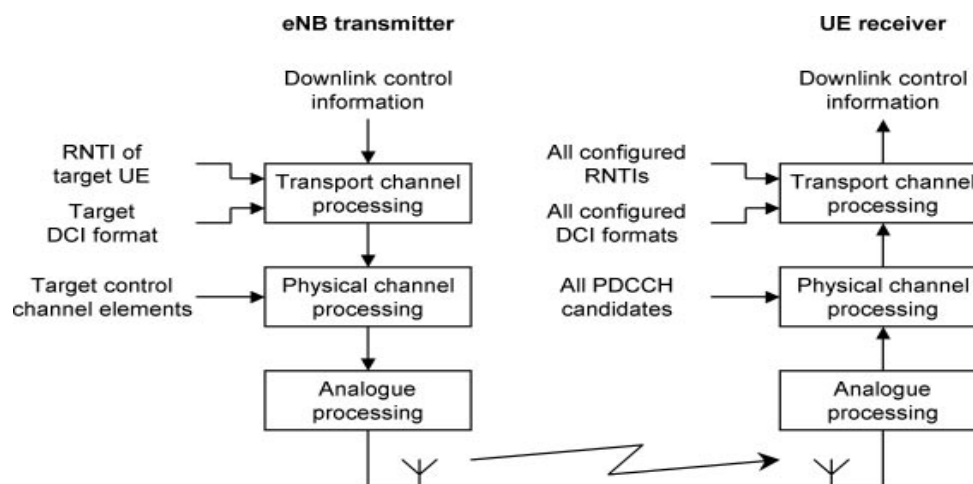 eNB transmitter
UE receiver
Downlink control
information
Downlink control
information
RNTI of
target UE
Transport channel
processing
All configured
RNTIs
Transport channel
processing
Target
DCI format
All configured
DCI formats
Target control
channel elements
Physical channel
processing
All PDCCH
candidates
Physical channel
processing
Analogue
processing
Analogue
processing